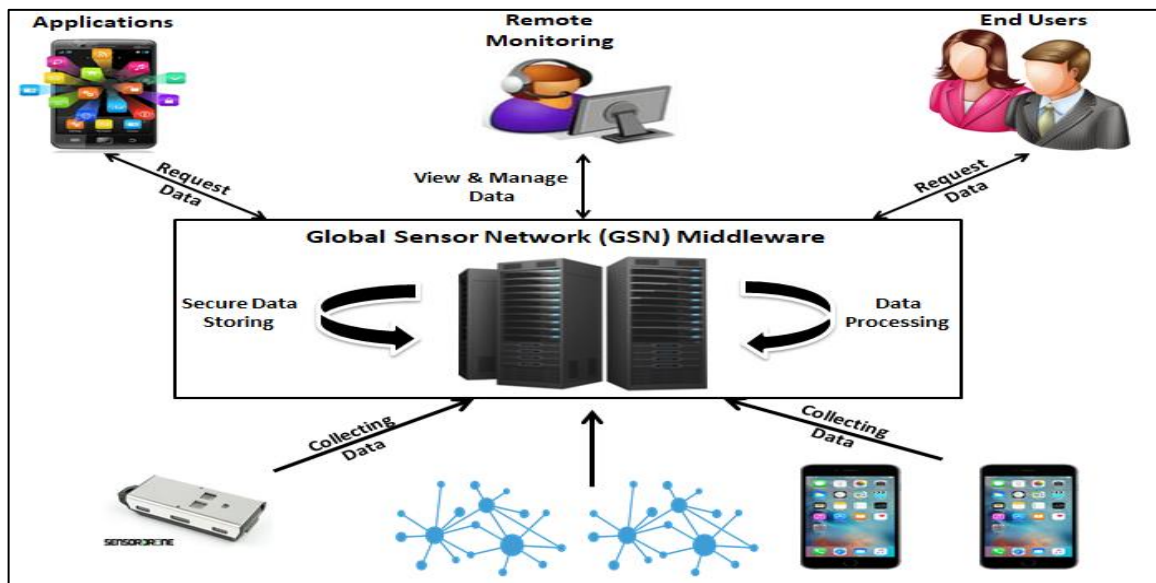 Applications
Remote
Monitoring
End Users
Request
Data
View & Manage
Data
Request
Data
Global Sensor Network (GSN) Middleware
Secure Data
Storing
Data
Processing
Collecting
Data
Collecting
Data
SENSORDRONE